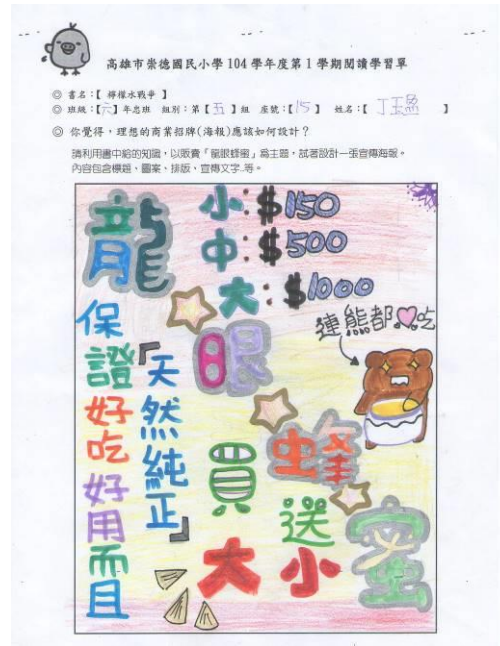 高雄市崇德國民小學 104 學年度第 1 學期閱讀學習單
◎ 書名：【 檸檬水戰爭 】
◎ 班級：【六】年忠班 組別：第【五】組 座號：【15】 姓名：【 丁玉盈 】
◎ 你覺得，理想的商業招牌(海報)應該如何設計？
請利用書中給的知識，以販賣「龍眼蜂蜜」為主題，試著設計一張宣傳海報。
內容包含標題、圖案、排版、宣傳文字..等。
龍眼蜂蜜
小:$150
中:$500
大:$1000
連熊都♡吃
保證好吃好用而且
『天然純正』
買大
送小